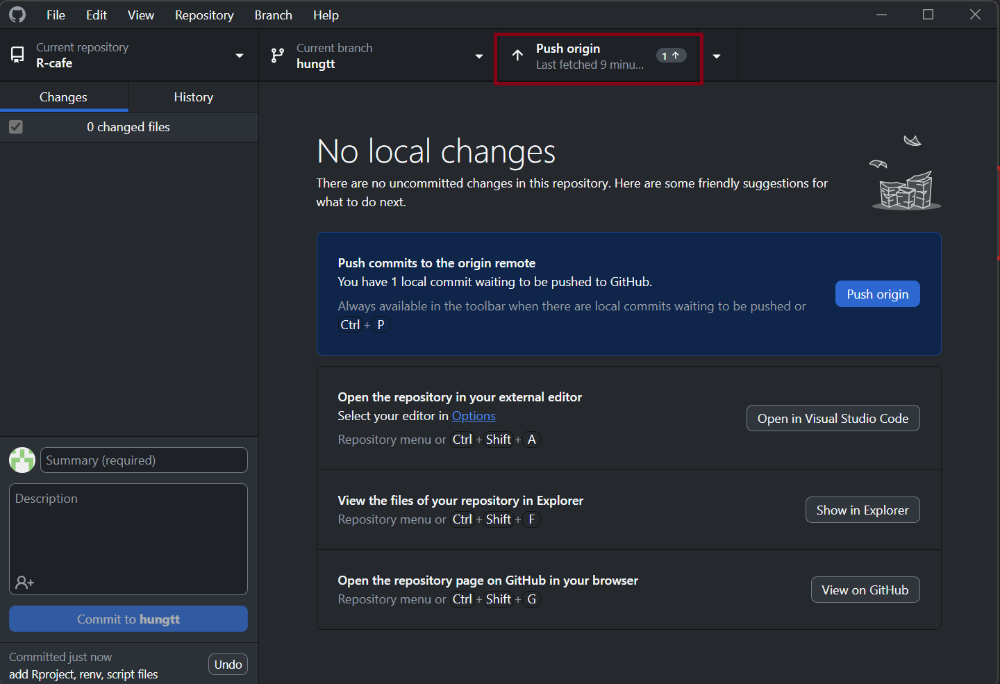 File Edit View Repository Branch Help
Current repository
R-cafe
Current branch
hungtt
Push origin
Last fetched 9 minu...
1
Changes
History
0 changed files
No local changes
There are no uncommitted changes in this repository. Here are some friendly suggestions for
what to do next.
Push commits to the origin remote
You have 1 local commit waiting to be pushed to GitHub.
Always available in the toolbar when there are local commits waiting to be pushed or
Ctrl + P
Push origin
Open the repository in your external editor
Select your editor in Options
Repository menu or Ctrl + Shift + A
Open in Visual Studio Code
View the files of your repository in Explorer
Repository menu or Ctrl + Shift + F
Show in Explorer
Open the repository page on GitHub in your browser
Repository menu or Ctrl + Shift + G
View on GitHub
Summary (required)
Description
Commit to hungtt
Committed just now
add Rproject, renv, script files
Undo